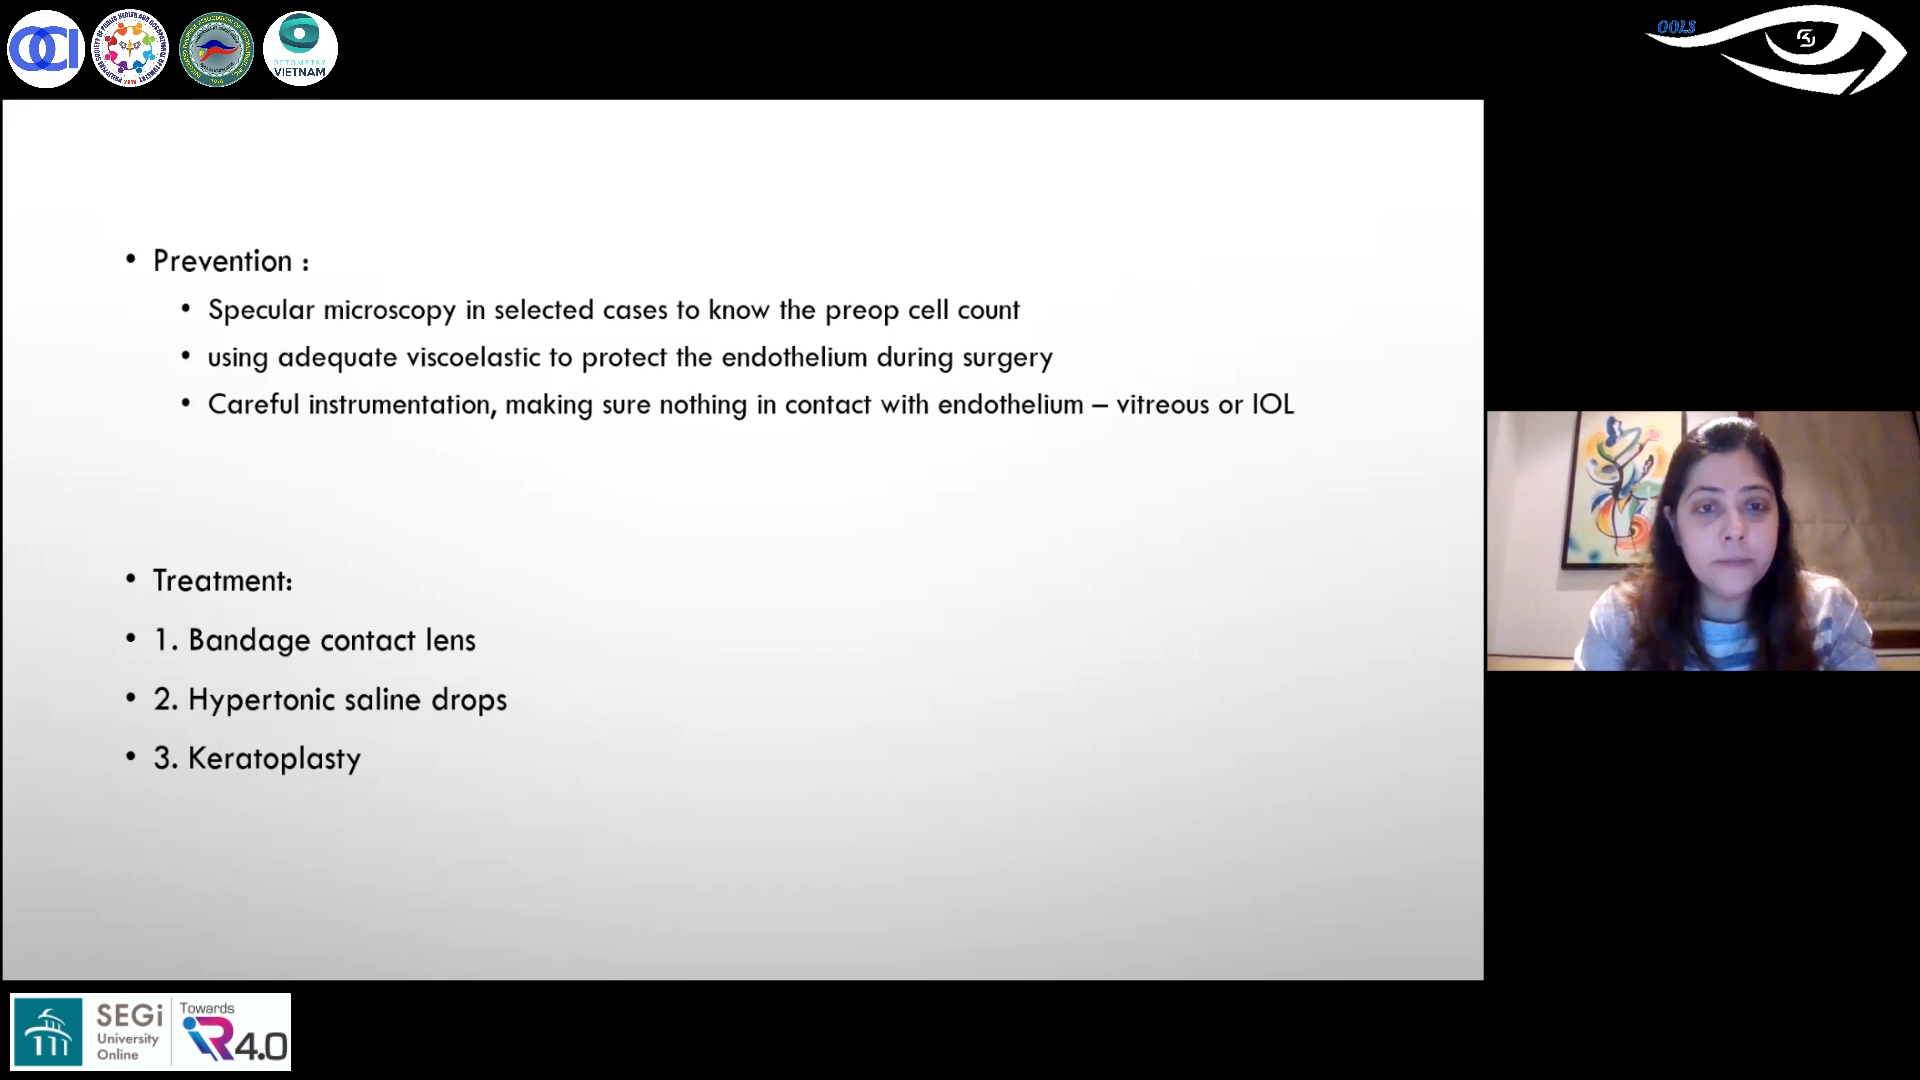 OCI
OPTOMETRY
VIETNAM
OOLS
• Prevention :
• Specular microscopy in selected cases to know the preop cell count
• using adequate viscoelastic to protect the endothelium during surgery
• Careful instrumentation, making sure nothing in contact with endothelium – vitreous or IOL
• Treatment:
• 1. Bandage contact lens
• 2. Hypertonic saline drops
• 3. Keratoplasty
SEGi
University
Online
Towards
iR4.0